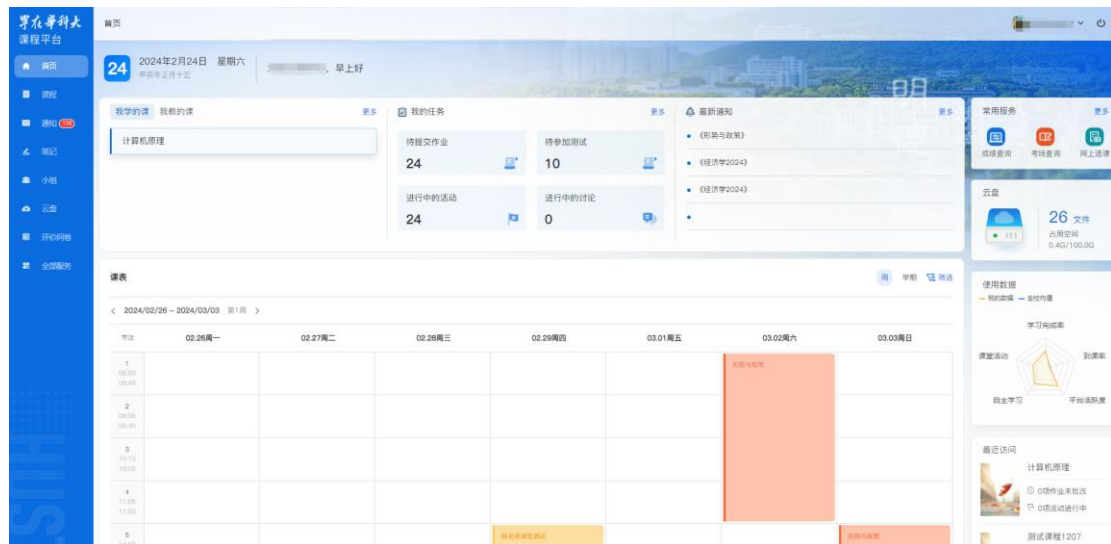 学在华科大
课程平台
首页
课程
通知
笔记
小组
云盘
评价问卷
全部服务
首页
24
2024年2月24日 星期六
甲辰年正月十五
，早上好
明
我学的课 我教的课 更多
计算机原理
我的任务 更多
待提交作业
24
待参加测试
10
进行中的活动
24
进行中的讨论
0
最新通知 更多
《形势与政策》
《经济学2024》
《经济学2024》
常用服务 更多
成绩查询 考场查询 网上选课
云盘
26 文件
占用空间
0.4G/100.0G
课表
周 学期 筛选
2024/02/26 - 2024/03/03 第1周
节次 02.26周一 02.27周二 02.28周三 02.29周四 03.01周五 03.02周六 03.03周日
1
08:00
08:45
2
08:55
09:40
3
10:10
10:55
4
11:05
11:50
5
形势与政策
形势与政策
使用数据
我的数据 全校均值
学习完成率
课堂活动
到课率
自主学习
平台活跃度
最近访问
计算机原理
0项作业未批改
0项活动进行中
测试课程1207